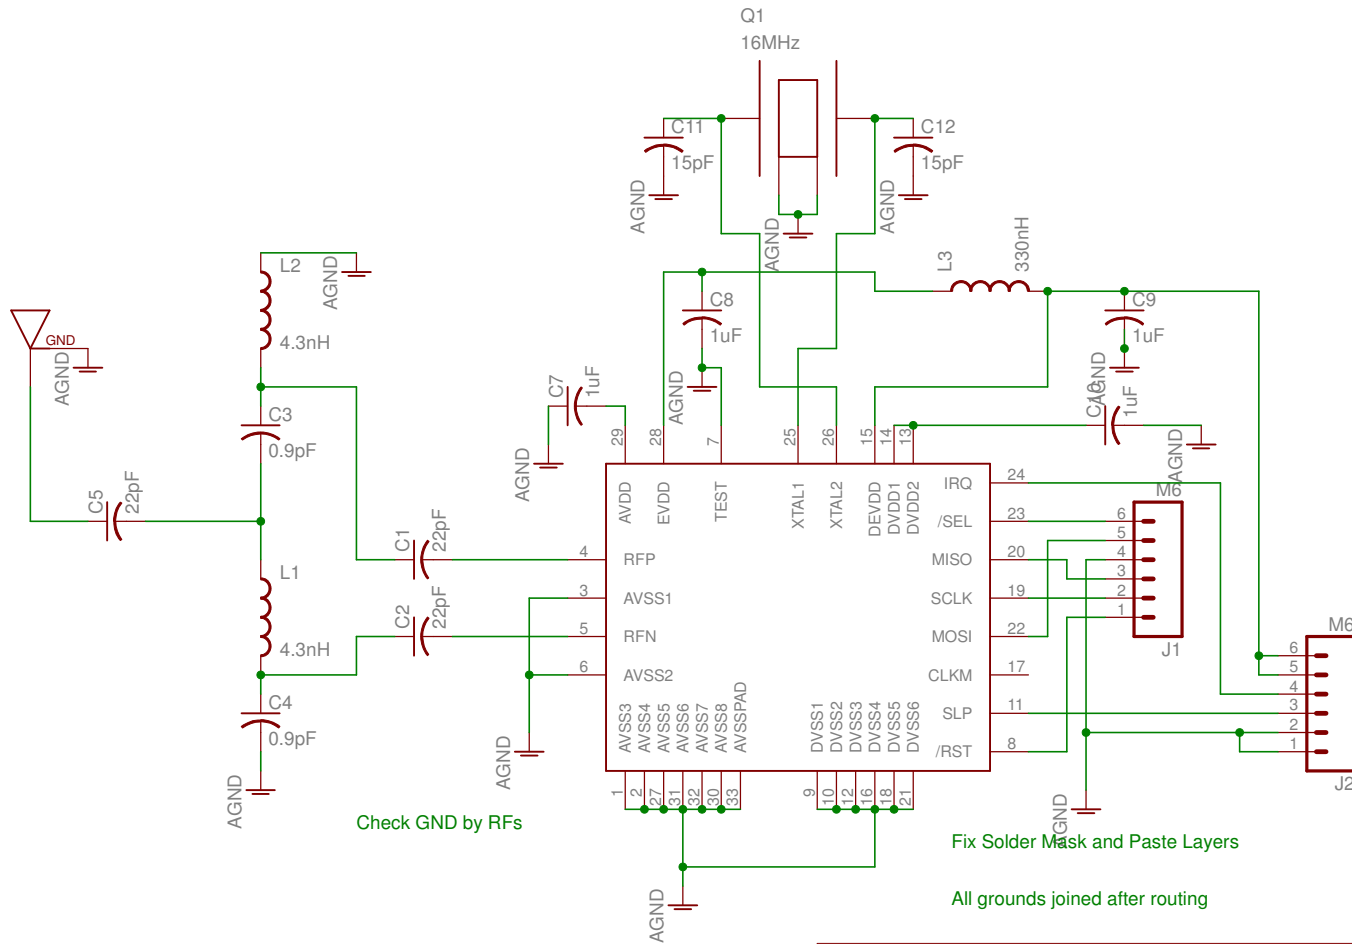 Q1
16MHz
C11
15pF
AGND
C12
15pF
AGND
AGND
L2
4.3nH
AGND
L3
330nH
C8
1uF
AGND
C9
1uF
AGND
GND
AGND
C7
1uF
AGND
C10
1uF
AGND
C3
0.9pF
C5
22pF
C1
22pF
C2
22pF
L1
4.3nH
C4
0.9pF
AGND
29
28
7
25
26
15
14
13
AVDD
EVDD
TEST
XTAL1
XTAL2
DEVDD
DVDD1
DVDD2
4
RFP
3
AVSS1
5
RFN
6
AVSS2
AGND
IRQ
24
/SEL
23
MISO
20
SCLK
19
MOSI
22
CLKM
17
SLP
11
/RST
8
AVSS3
AVSS4
AVSS5
AVSS6
AVSS7
AVSS8
AVSSPAD
DVSS1
DVSS2
DVSS3
DVSS4
DVSS5
DVSS6
1
2
27
31
32
30
33
9
10
12
16
18
21
AGND
M6
6
5
4
3
2
1
J1
M6
6
5
4
3
2
1
J2
AGND
Check GND by RFs
Fix Solder Mask and Paste Layers
All grounds joined after routing